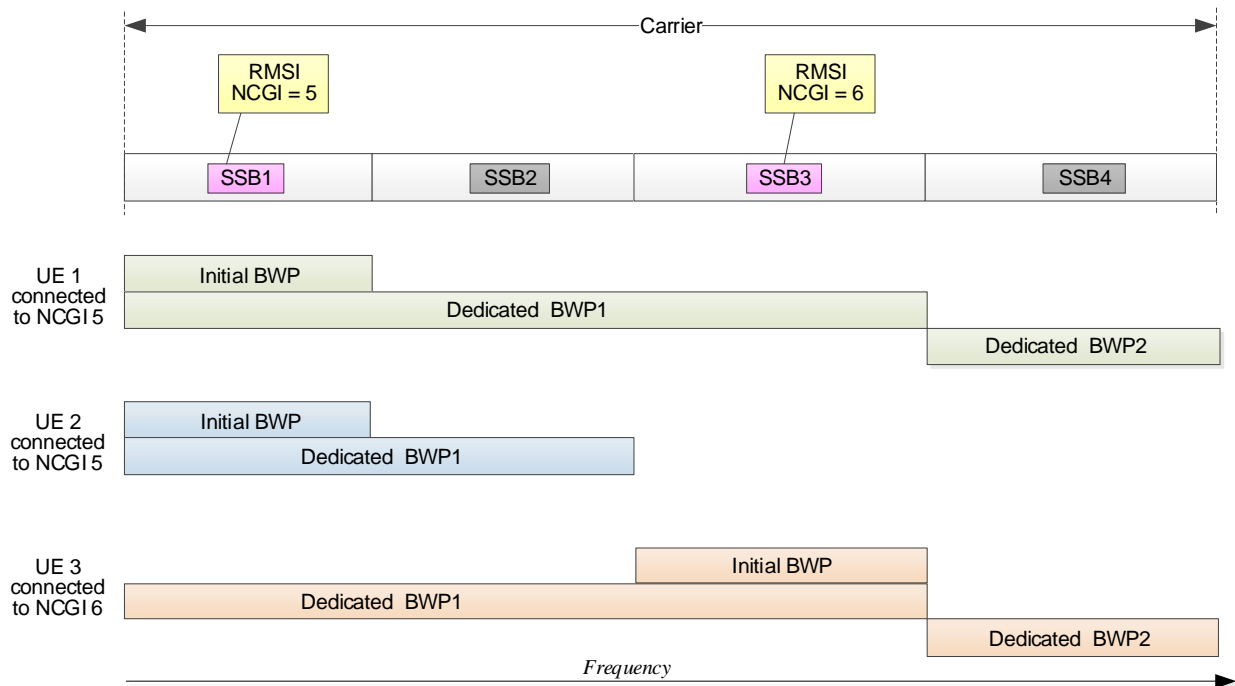 Carrier
RMSI
NCGI = 5
RMSI
NCGI = 6
SSB1
SSB2
SSB3
SSB4
UE 1
connected
to NCGI 5
Initial BWP
Dedicated BWP1
Dedicated BWP2
UE 2
connected
to NCGI 5
Initial BWP
Dedicated BWP1
UE 3
connected
to NCGI 6
Initial BWP
Dedicated BWP1
Dedicated BWP2
Frequency